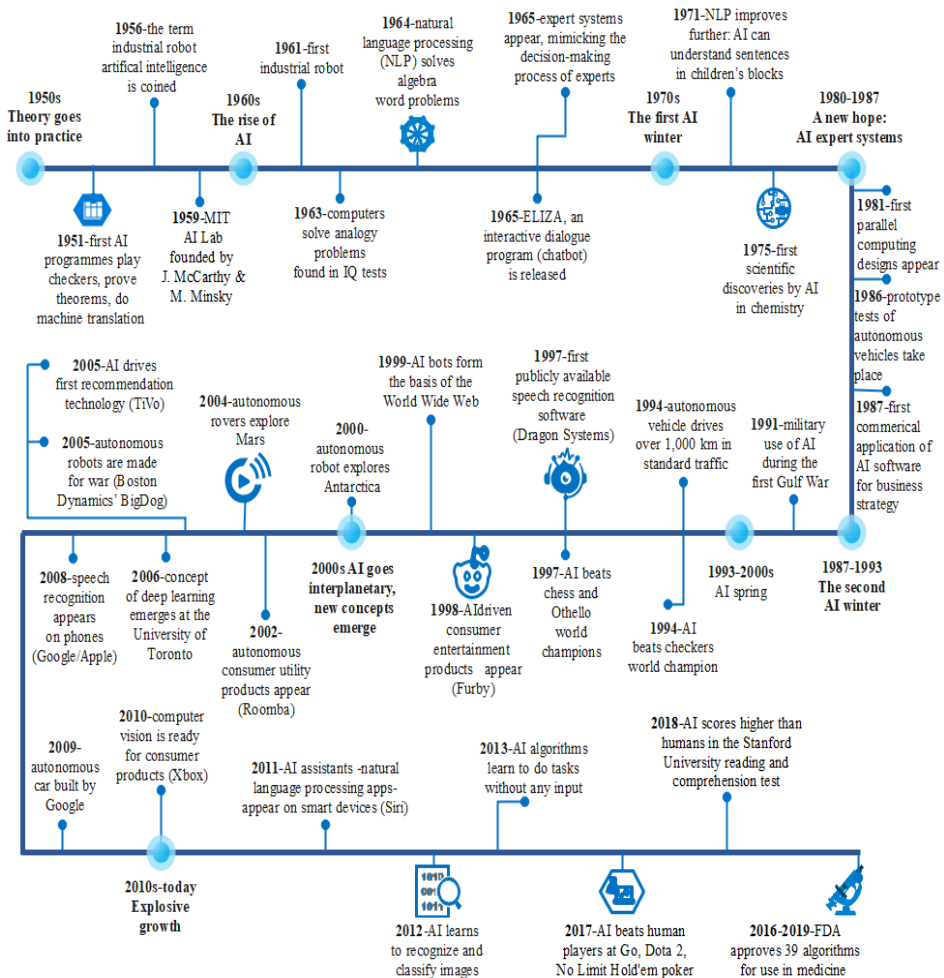 1950s
Theory goes
into practice
1956-the term
industrial robot
artifical intelligence
is coined
1960s
The rise of
AI
1961-first
industrial robot
1964-natural
language processing
(NLP) solves
algebra
word problems
1965-expert systems
appear, mimicking the
decision-making
process of experts
1970s
The first AI
winter
1971-NLP improves
further: AI can
understand sentences
in children's blocks
1980-1987
A new hope:
AI expert systems
1951-first AI
programmes play
checkers, prove
theorems, do
machine translation
1959-MIT
AI Lab
founded by
J. McCarthy &
M. Minsky
1963-computers
solve analogy
problems
found in IQ tests
1965-ELIZA, an
interactive dialogue
program (chatbot)
is released
1975-first
scientific
discoveries by AI
in chemistry
1981-first
parallel
computing
designs appear
1986-prototype
tests of
autonomous
vehicles take
place
1987-first
commerical
application of
AI software
for business
strategy
2005-AI drives
first recommendation
technology (TiVo)
2005-autonomous
robots are made
for war (Boston
Dynamics' BigDog)
2004-autonomous
rovers explore
Mars
2000-
autonomous
robot explores
Antarctica
1999-AI bots form
the basis of the
World Wide Web
1997-first
publicly available
speech recognition
software
(Dragon Systems)
1994-autonomous
vehicle drives
over 1,000 km in
standard traffic
1991-military
use of AI
during the
first Gulf War
2008-speech
recognition
appears
on phones
(Google/Apple)
2006-concept
of deep learning
emerges at the
University of
Toronto
2002-
autonomous
consumer utility
products appear
(Roomba)
2000s AI goes
interplanetary,
new concepts
emerge
1998-AIdriven
consumer
entertainment
products appear
(Furby)
1997-AI beats
chess and
Othello
world
champions
1994-AI
beats checkers
world champion
1993-2000s
AI spring
1987-1993
The second
AI winter
2009-
autonomous
car built by
Google
2010-computer
vision is ready
for consumer
products (Xbox)
2011-AI assistants -natural
language processing apps-
appear on smart devices (Siri)
2013-AI algorithms
learn to do tasks
without any input
2018-AI scores higher than
humans in the Stanford
University reading and
comprehension test
2010s-today
Explosive
growth
2012-AI learns
to recognize and
classify images
2017-AI beats human
players at Go, Dota 2,
No Limit Hold'em poker
2016-2019-FDA
approves 39 algorithms
for use in medicine